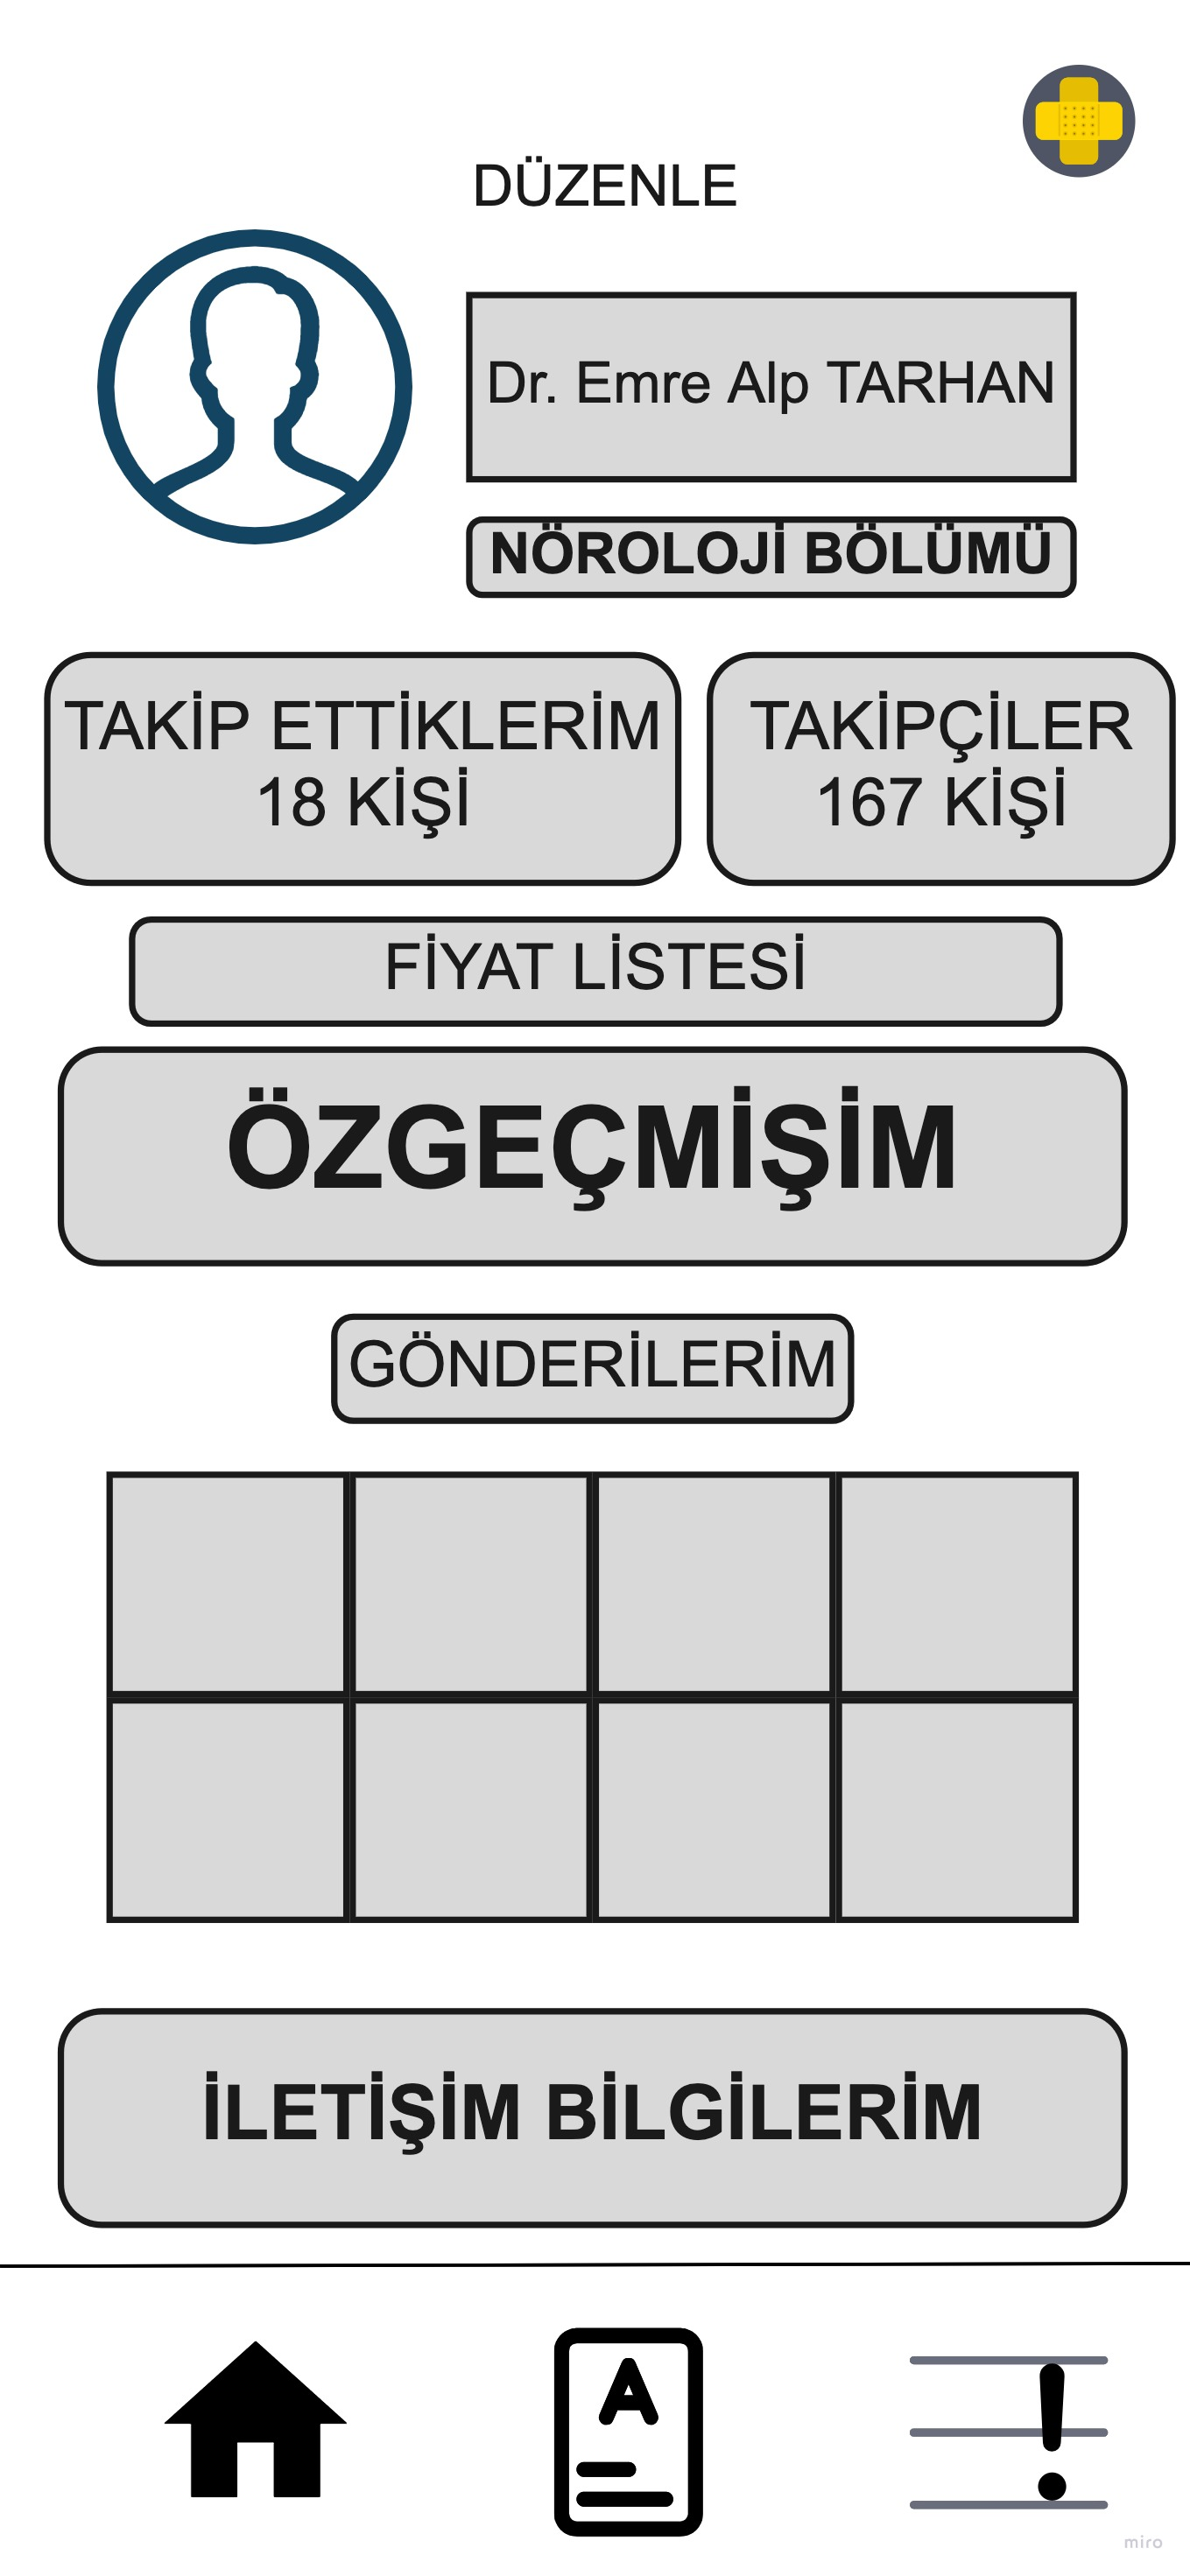 DÜZENLE
Dr. Emre Alp TARHAN
NÖROLOJİ BÖLÜMÜ
TAKİP ETTİKLERİM
18 KİŞİ
TAKİPÇİLER
167 KİŞİ
FİYAT LİSTESİ
ÖZGEÇMİŞİM
GÖNDERİLERİM
İLETİŞİM BİLGİLERİM
A
!
miro